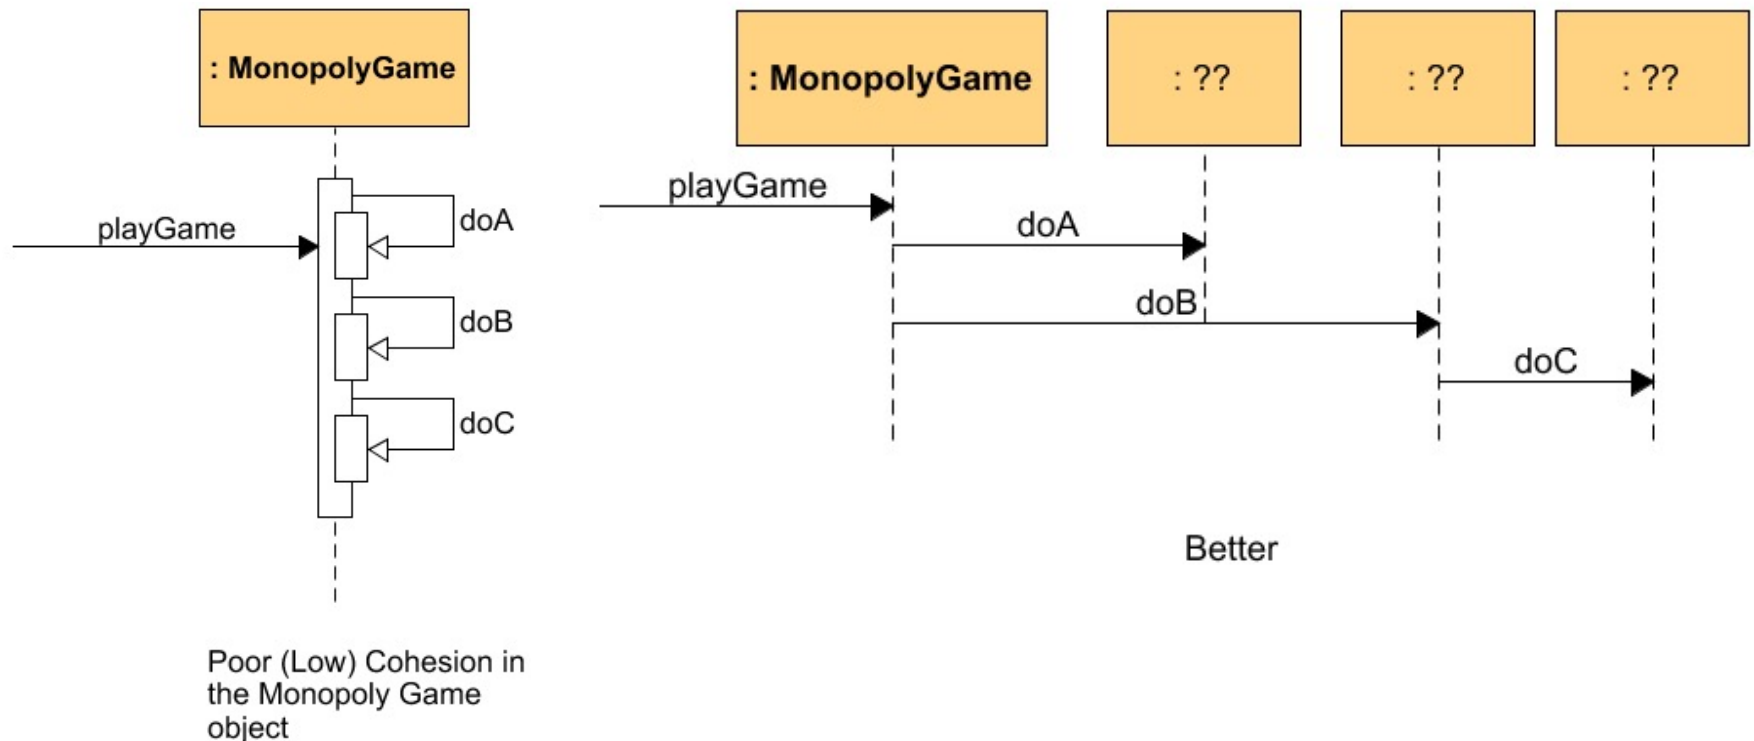 : MonopolyGame
playGame
doA
doB
doC
Poor (Low) Cohesion in
the Monopoly Game
object
: MonopolyGame
: ??
: ??
: ??
playGame
doA
doB
doC
Better